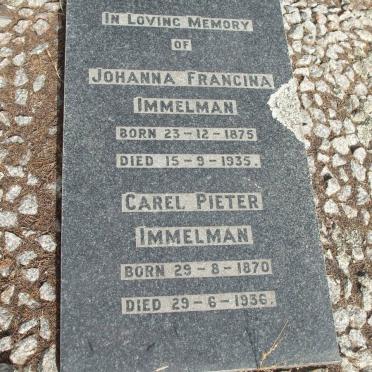 In Loving Memory
of
Johanna Francina
Immelman
Born 23-12-1875
Died 15-9-1935.
Carel Pieter
Immelman
Born 29-8-1870
Died 29-6-1936.